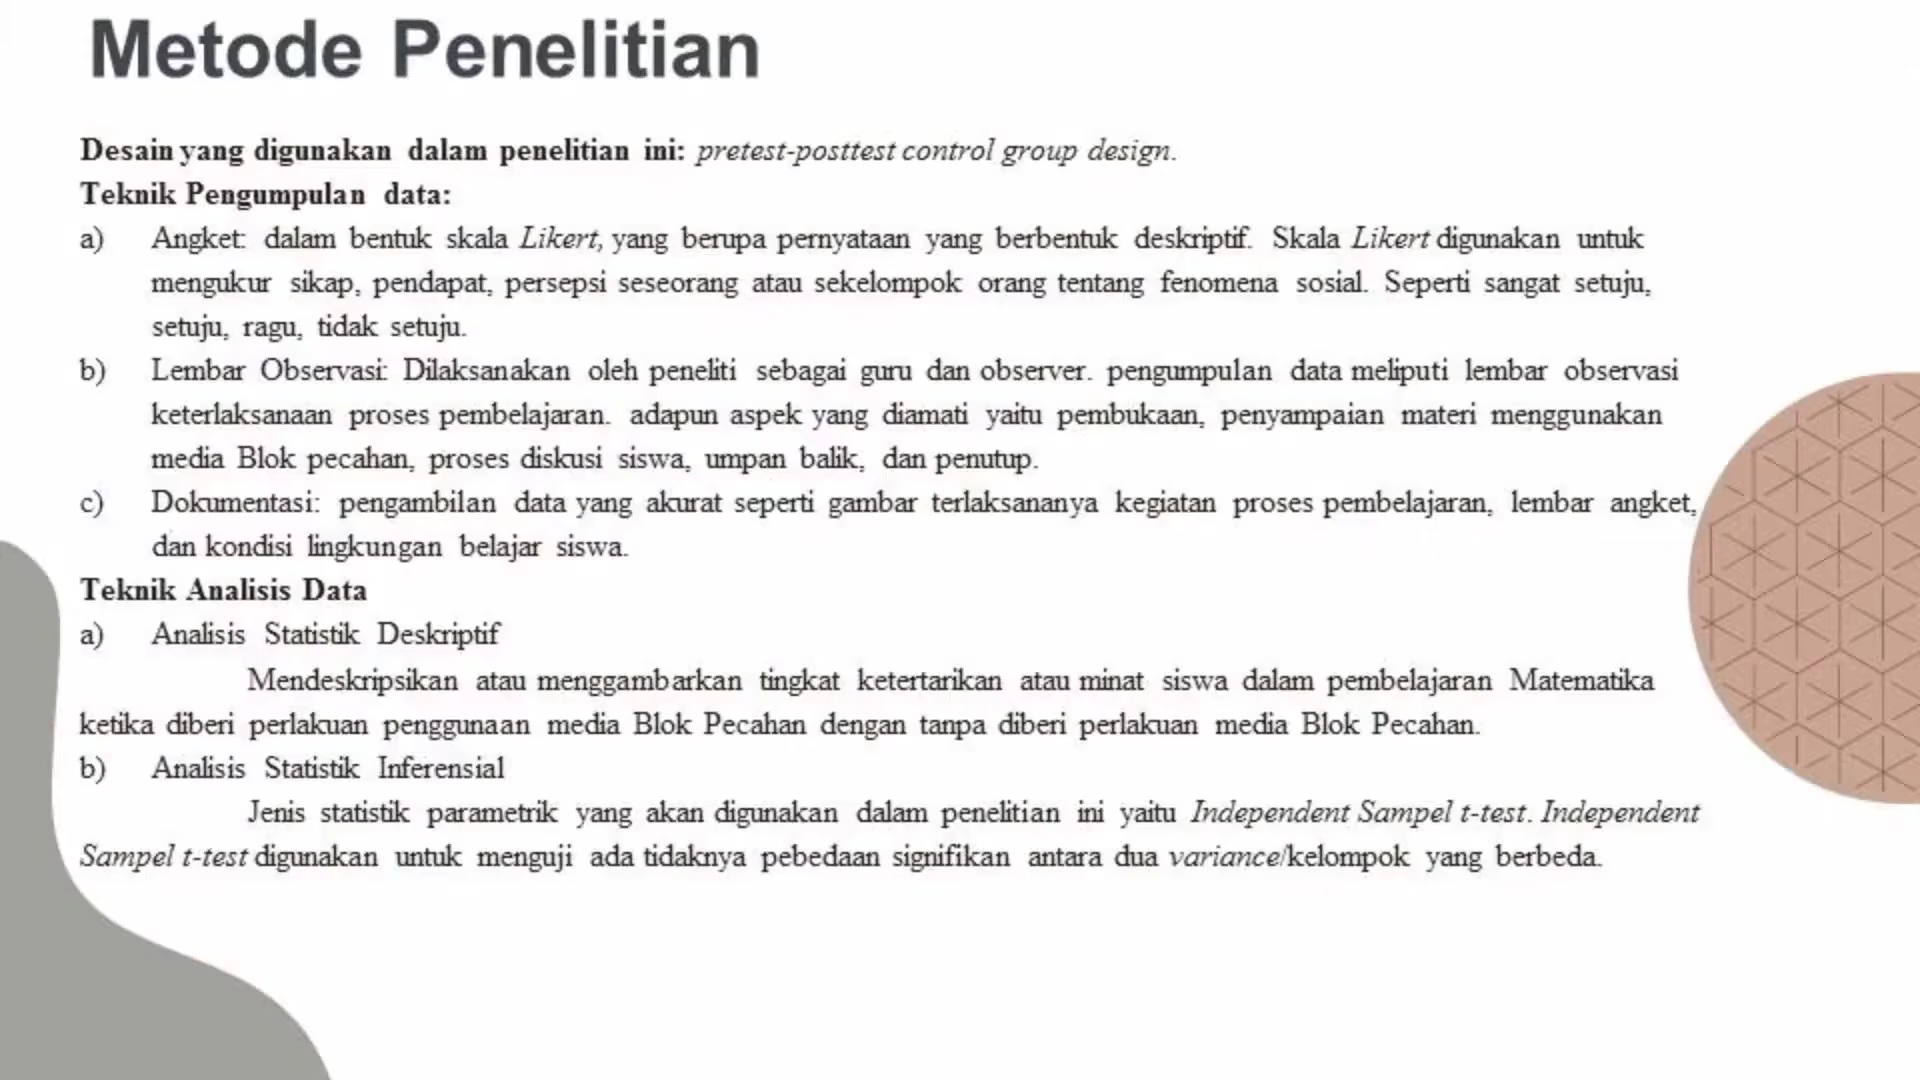 Metode Penelitian
Desain yang digunakan dalam penelitian ini: pretest-posttest control group design.
Teknik Pengumpulan data:
a) Angket: dalam bentuk skala Likert, yang berupa pernyataan yang berbentuk deskriptif. Skala Likert digunakan untuk
mengukur sikap, pendapat, persepsi seseorang atau sekelompok orang tentang fenomena sosial. Seperti sangat setuju,
setuju, ragu, tidak setuju.
b) Lembar Observasi: Dilaksanakan oleh peneliti sebagai guru dan observer. pengumpulan data meliputi lembar observasi
keterlaksanaan proses pembelajaran. adapun aspek yang diamati yaitu pembukaan, penyampaian materi menggunakan
media Blok pecahan, proses diskusi siswa, umpan balik, dan penutup.
c) Dokumentasi: pengambilan data yang akurat seperti gambar terlaksananya kegiatan proses pembelajaran, lembar angket,
dan kondisi lingkungan belajar siswa.
Teknik Analisis Data
a) Analisis Statistik Deskriptif
Mendeskripsikan atau menggambarkan tingkat ketertarikan atau minat siswa dalam pembelajaran Matematika
ketika diberi perlakuan penggunaan media Blok Pecahan dengan tanpa diberi perlakuan media Blok Pecahan.
b) Analisis Statistik Inferensial
Jenis statistik parametrik yang akan digunakan dalam penelitian ini yaitu Independent Sampel t-test. Independent
Sampel t-test digunakan untuk menguji ada tidaknya pebedaan signifikan antara dua variance/kelompok yang berbeda.